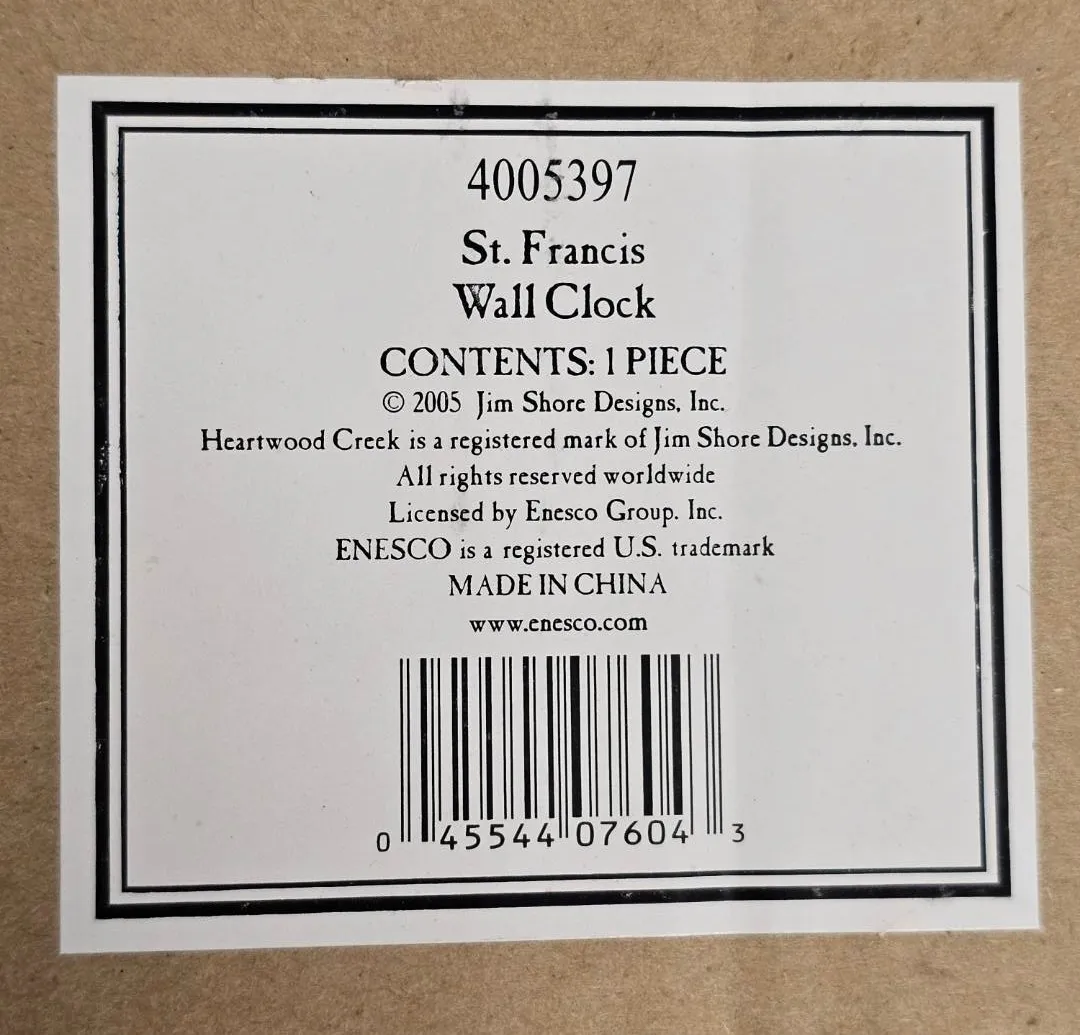 4005397
St. Francis
Wall Clock
CONTENTS: 1 PIECE
© 2005 Jim Shore Designs, Inc.
Heartwood Creek is a registered mark of Jim Shore Designs, Inc.
All rights reserved worldwide
Licensed by Enesco Group. Inc.
ENESCO is a registered U.S. trademark
MADE IN CHINA
www.enesco.com
0 45544 07604 3